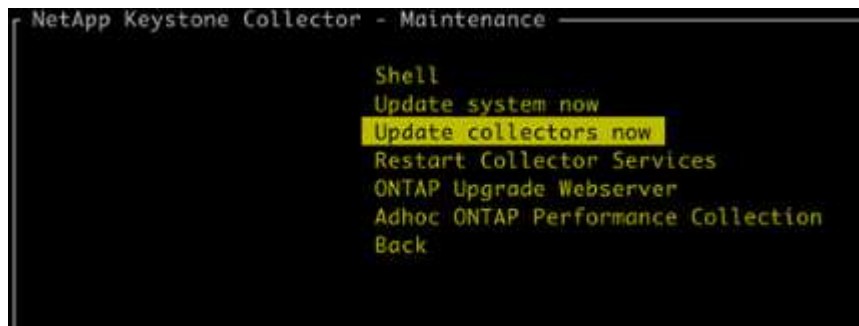 NetApp Keystone Collector - Maintenance
Shell
Update system now
Update collectors now
Restart Collector Services
ONTAP Upgrade Webserver
Adhoc ONTAP Performance Collection
Back